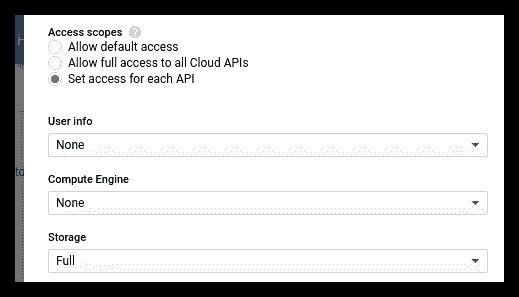 Access scopes ?
Allow default access
Allow full access to all Cloud APIs
Set access for each API
User info
None
Compute Engine
None
Storage
Full